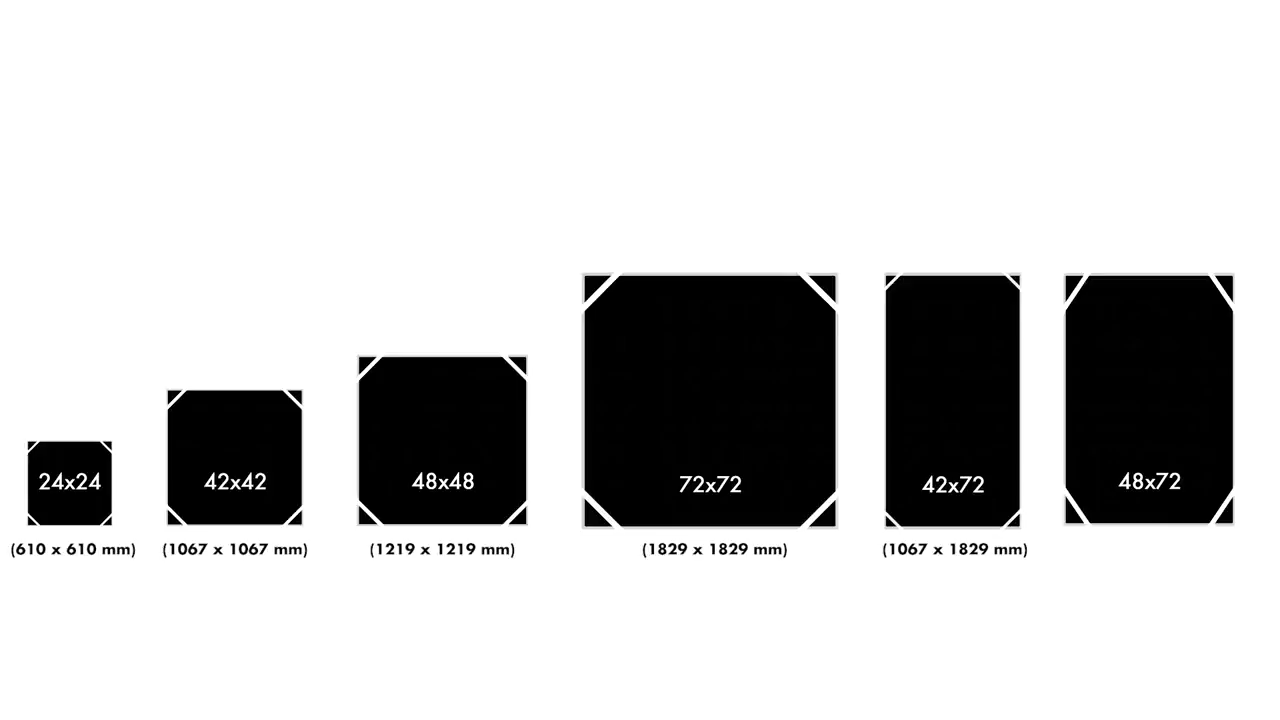 24x24
42x42
48x48
72x72
42x72
48x72
(610 x 610 mm)
(1067 x 1067 mm)
(1219 x 1219 mm)
(1829 x 1829 mm)
(1067 x 1829 mm)